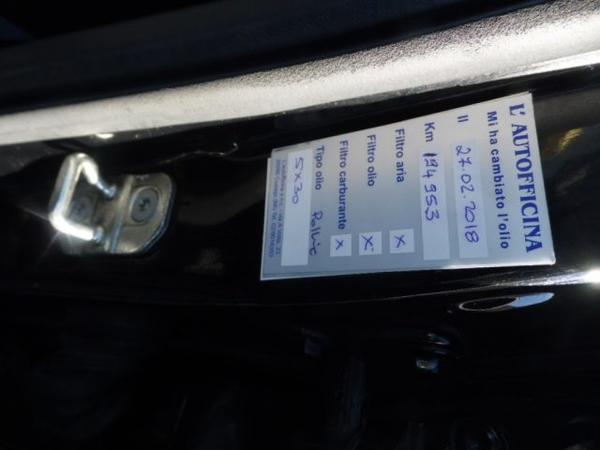 L'AUTOFFICINA
Mi ha cambiato l'olio
Il 27.02.2018
Km 194953
Filtro aria x
Filtro olio x
Filtro carburante x
Tipo olio
5x30